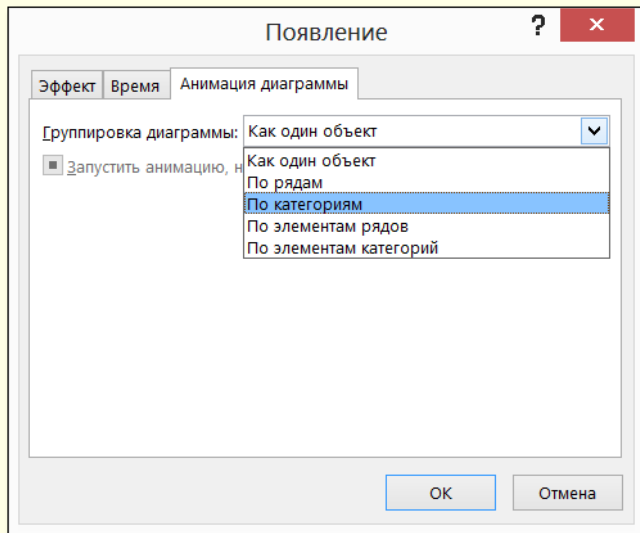 Появление
? ×
Эффект Время Анимация диаграммы
Группировка диаграммы: Как один объект
Запустить анимацию, н
Как один объект
По рядам
По категориям
По элементам рядов
По элементам категорий
ОК Отмена